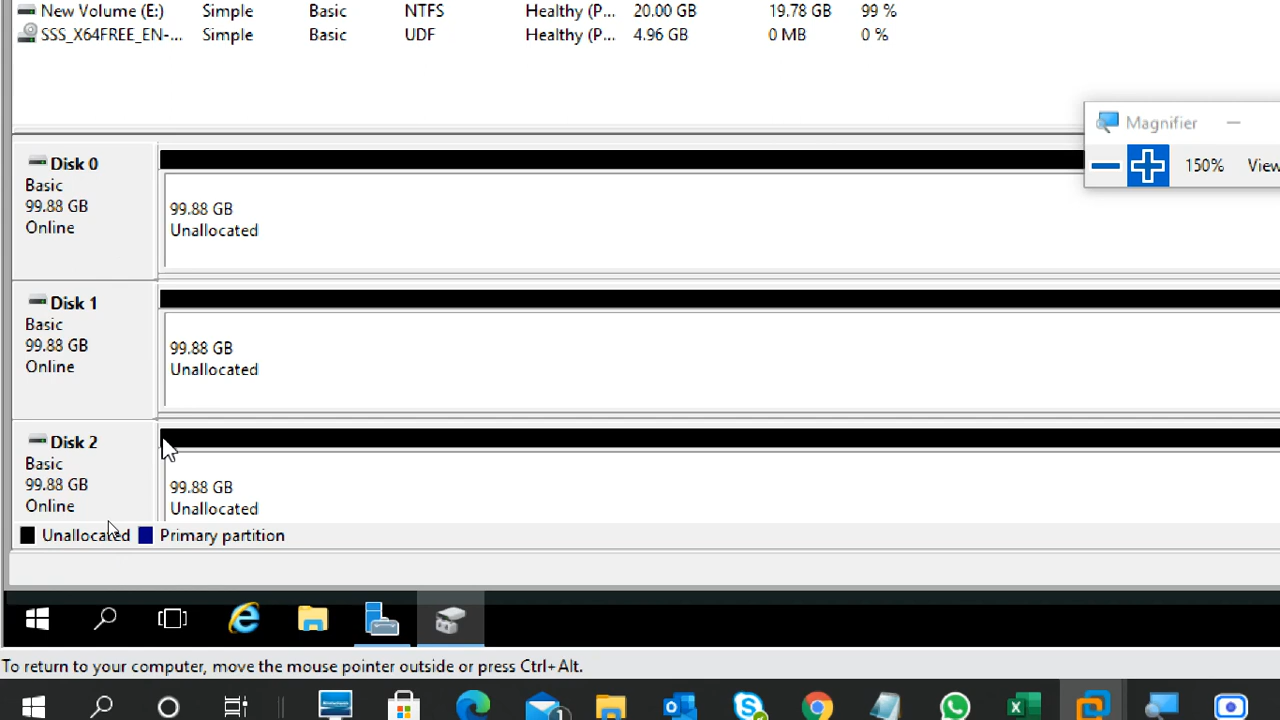 New Volume (E:) Simple Basic NTFS Healthy (P... 20.00 GB 19.78 GB 99 %
SSS_X64FREE_EN-... Simple Basic UDF Healthy (P... 4.96 GB 0 MB 0 %
Magnifier
150% View
Disk 0
Basic
99.88 GB
Online
99.88 GB
Unallocated
Disk 1
Basic
99.88 GB
Online
99.88 GB
Unallocated
Disk 2
Basic
99.88 GB
Online
99.88 GB
Unallocated
Unallocated Primary partition
To return to your computer, move the mouse pointer outside or press Ctrl+Alt.
1